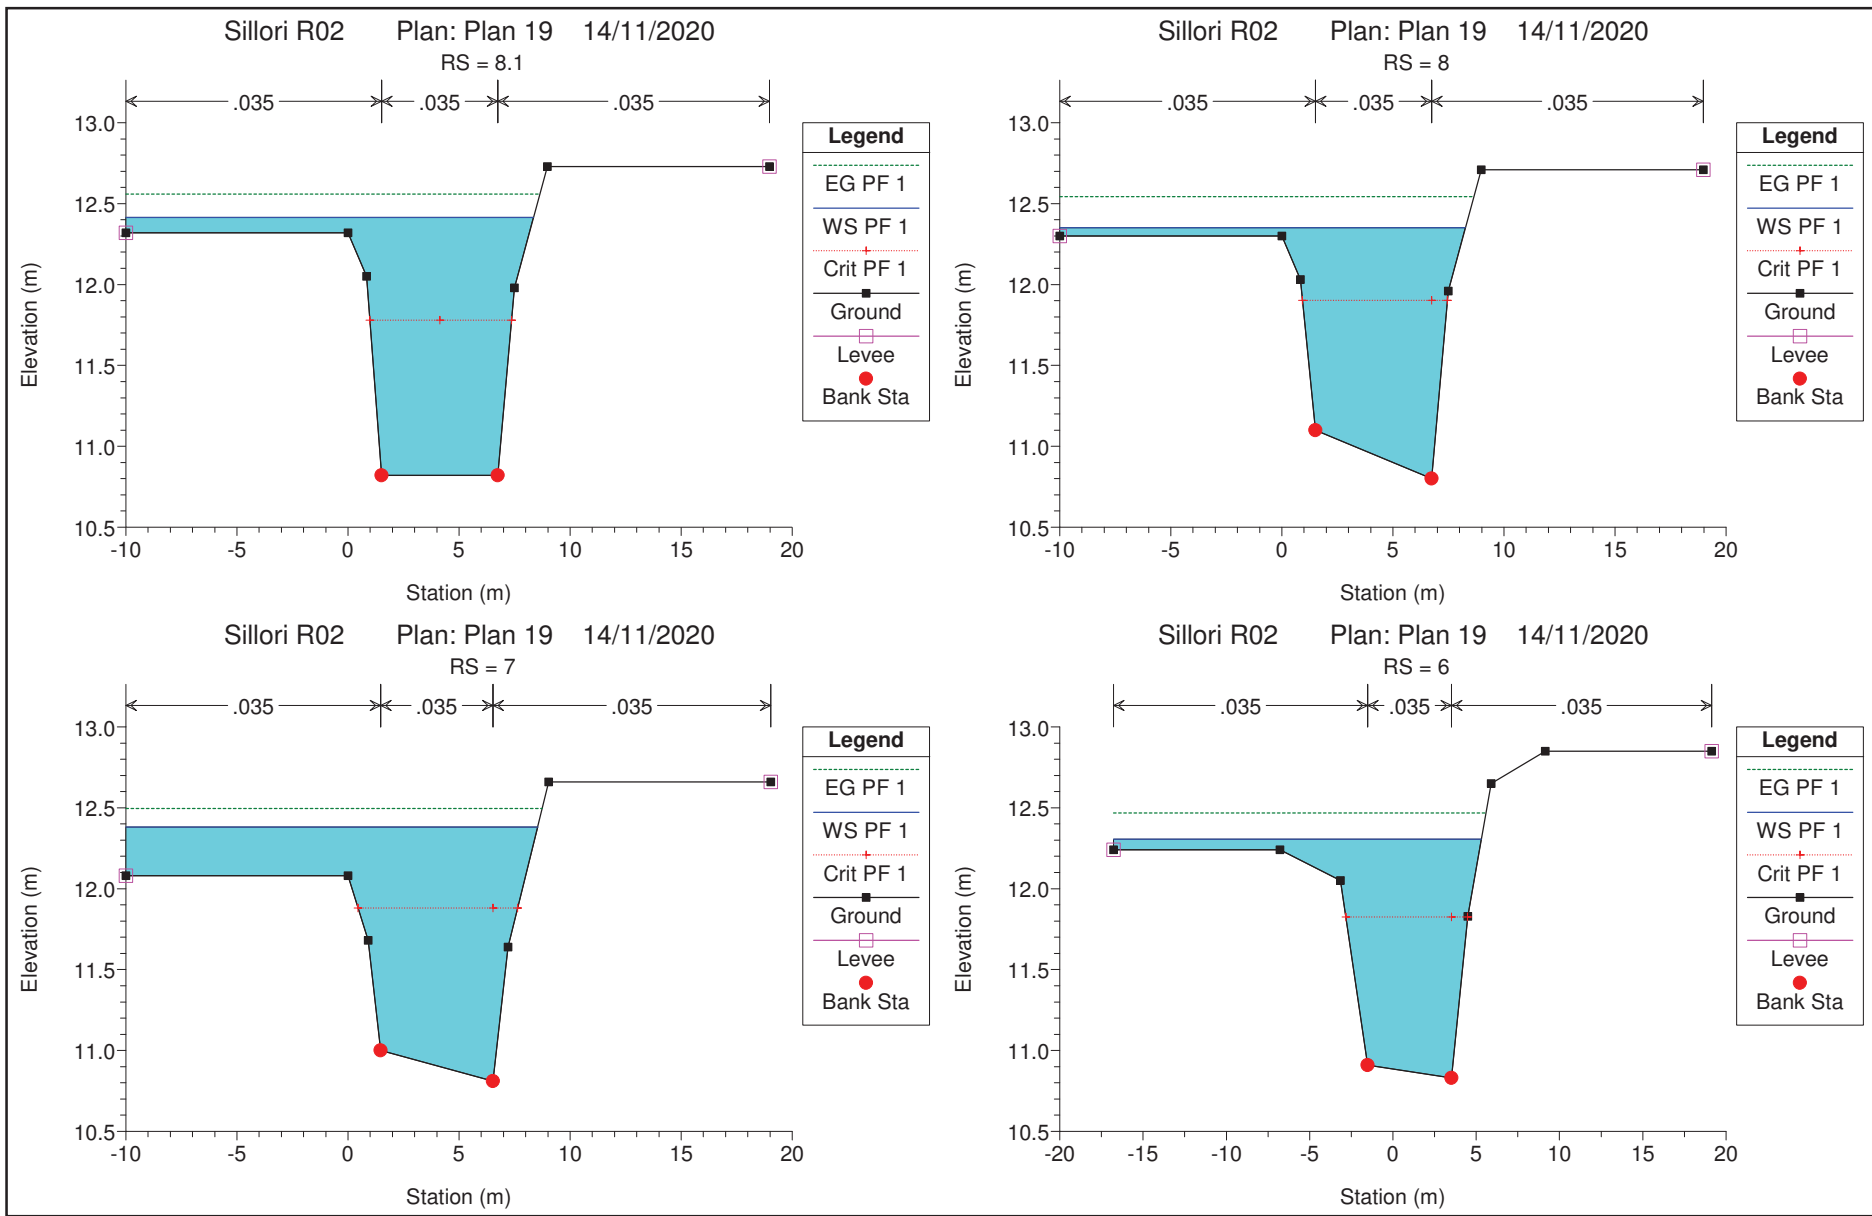 Sillori R02 Plan: Plan 19 14/11/2020
RS = 8.1
.035 .035 .035
13.0
12.5
12.0
11.5
11.0
10.5
-10 -5 0 5 10 15 20
Elevation (m)
Station (m)
Legend
EG PF 1
WS PF 1
Crit PF 1
Ground
Levee
Bank Sta
Sillori R02 Plan: Plan 19 14/11/2020
RS = 8
.035 .035 .035
13.0
12.5
12.0
11.5
11.0
10.5
-10 -5 0 5 10 15 20
Elevation (m)
Station (m)
Legend
EG PF 1
WS PF 1
Crit PF 1
Ground
Levee
Bank Sta
Sillori R02 Plan: Plan 19 14/11/2020
RS = 7
.035 .035 .035
13.0
12.5
12.0
11.5
11.0
10.5
-10 -5 0 5 10 15 20
Elevation (m)
Station (m)
Legend
EG PF 1
WS PF 1
Crit PF 1
Ground
Levee
Bank Sta
Sillori R02 Plan: Plan 19 14/11/2020
RS = 6
.035 .035 .035
13.0
12.5
12.0
11.5
11.0
10.5
-20 -15 -10 -5 0 5 10 15 20
Elevation (m)
Station (m)
Legend
EG PF 1
WS PF 1
Crit PF 1
Ground
Levee
Bank Sta